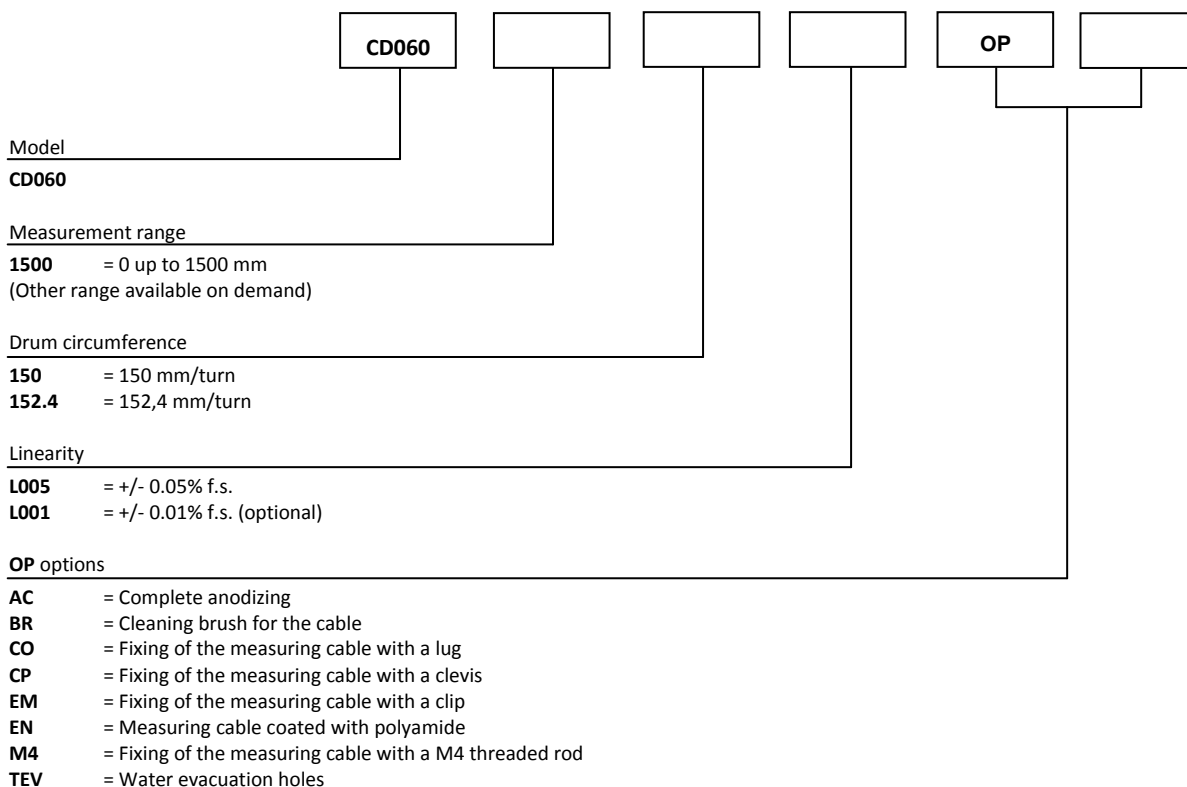 CD060 OP
Model
CD060
Measurement range
1500 = 0 up to 1500 mm
(Other range available on demand)
Drum circumference
150 = 150 mm/turn
152.4 = 152,4 mm/turn
Linearity
L005 = +/- 0.05% f.s.
L001 = +/- 0.01% f.s. (optional)
OP options
AC = Complete anodizing
BR = Cleaning brush for the cable
CO = Fixing of the measuring cable with a lug
CP = Fixing of the measuring cable with a clevis
EM = Fixing of the measuring cable with a clip
EN = Measuring cable coated with polyamide
M4 = Fixing of the measuring cable with a M4 threaded rod
TEV = Water evacuation holes